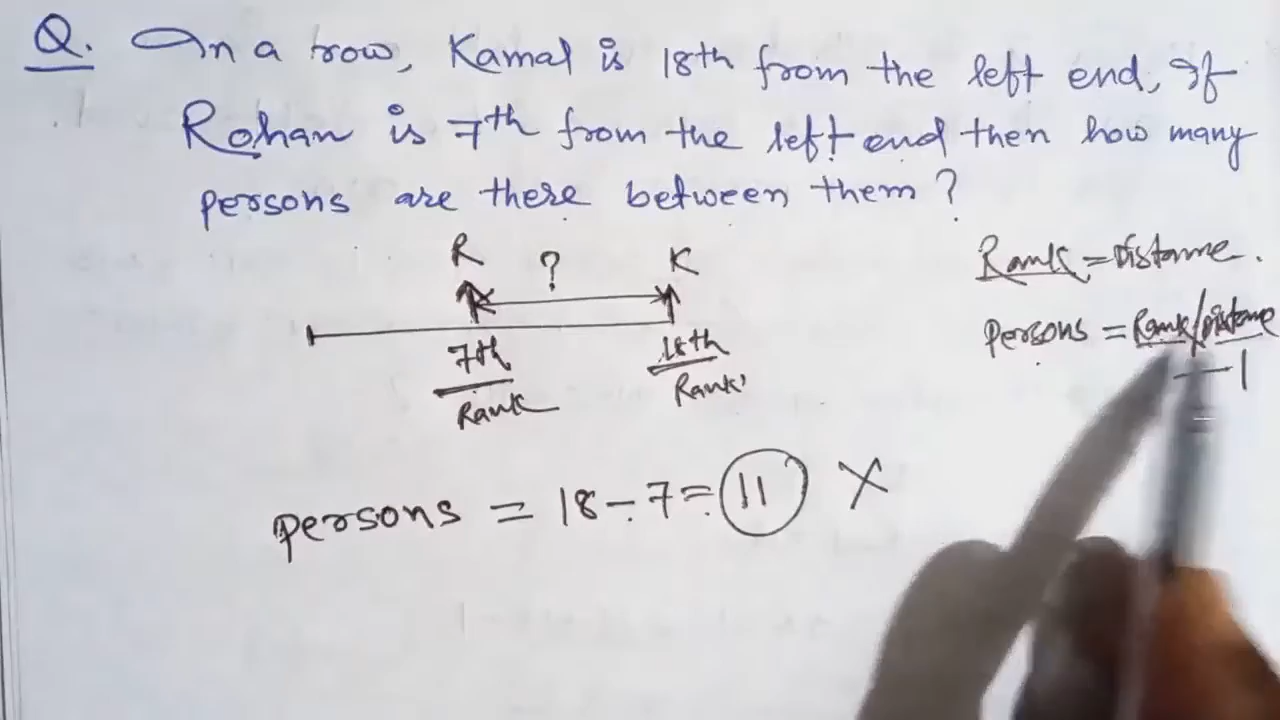 Q. In a row, Kamal is 18th from the left end, If
Rohan is 7th from the left end then how many
persons are there between them?
R ? K
7th
Rank
18th
Rank
Rank = Distance.
Persons = Rank/Distance
- 1
persons = 18 - 7 = 11 X